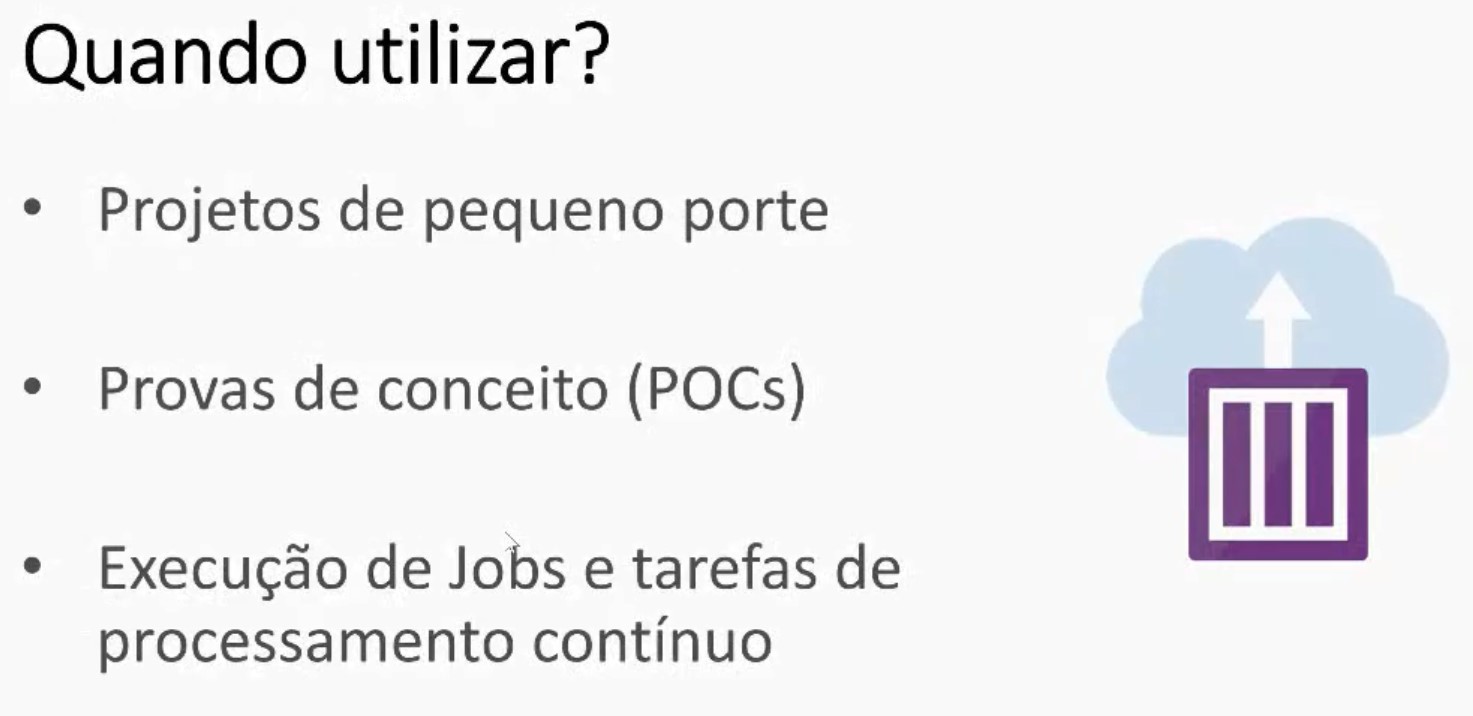 Quando utilizar?
• Projetos de pequeno porte
• Provas de conceito (POCs)
• Execução de Jobs e tarefas de
processamento contínuo